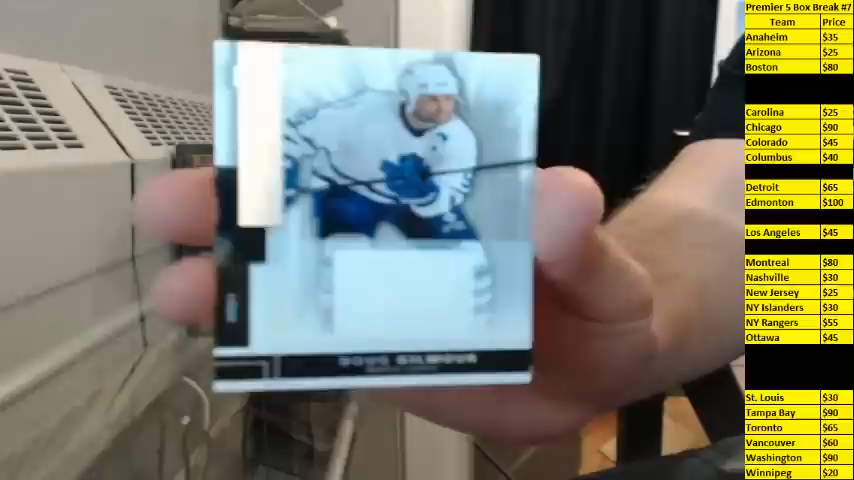 Premier 5 Box Break #7
Team Price
Anaheim $35
Arizona $25
Boston $80
Carolina $25
Chicago $90
Colorado $45
Columbus $40
Detroit $65
Edmonton $100
Los Angeles $45
Montreal $80
Nashville $30
New Jersey $25
NY Islanders $30
NY Rangers $55
Ottawa $45
St. Louis $30
Tampa Bay $90
Toronto $65
Vancouver $60
Washington $90
Winnipeg $20
DOUG GILMOUR